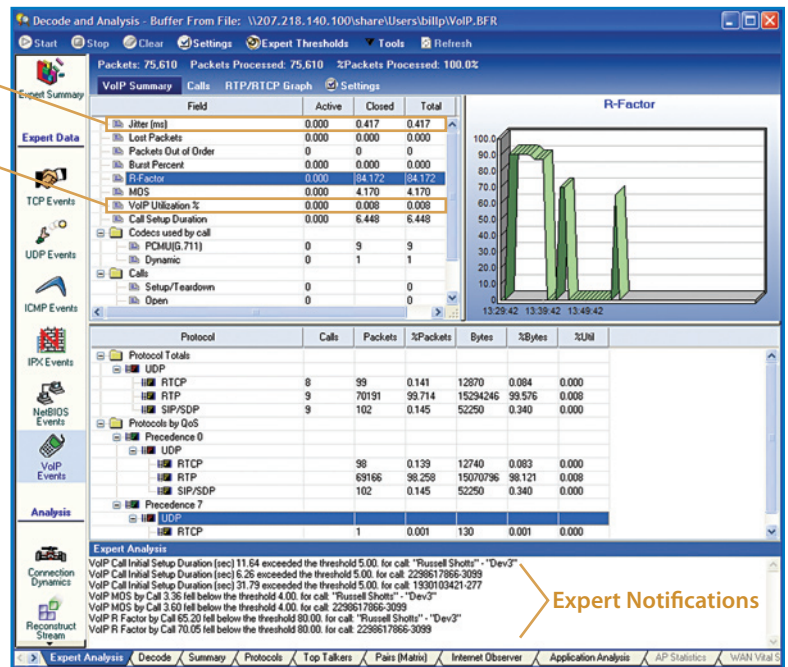 Decode and Analysis - Buffer From File: \\207.218.140.100\share\Users\billp\VoIP.BFR
Start Stop Clear Settings Expert Thresholds Tools Refresh
Packets: 75,610 Packets Processed: 75,610 %Packets Processed: 100.0%
VoIP Summary Calls RTP/RTCP Graph Settings
Expert Summary
Expert Data
TCP Events
UDP Events
ICMP Events
IPX Events
NetBIOS Events
VoIP Events
Analysis
Connection Dynamics
Reconstruct Stream
Field Active Closed Total
Jitter (ms) 0.000 0.417 0.417
Lost Packets 0.000 0.000 0.000
Packets Out of Order 0 0 0
Burst Percent 0.000 0.000 0.000
R-Factor 0.000 84.172 84.172
MOS 0.000 4.170 4.170
VoIP Utilization % 0.000 0.008 0.008
Call Setup Duration 0.000 6.448 6.448
Codecs used by call
PCMU(G.711) 0 9 9
Dynamic 0 1 1
Calls
Setup/Teardown 0 0
Open 0 0
R-Factor
100.0
90.0
80.0
70.0
60.0
50.0
40.0
30.0
20.0
10.0
0
13:29:42 13:39:42 13:49:42
Protocol Calls Packets %Packets Bytes %Bytes %Util
Protocol Totals
UDP
RTCP 8 99 0.141 12870 0.084 0.000
RTP 9 70191 99.714 15294246 99.576 0.008
SIP/SDP 9 102 0.145 52250 0.340 0.000
Protocols by QoS
Precedence 0
UDP
RTCP 98 0.139 12740 0.083 0.000
RTP 69166 98.258 15070796 98.121 0.008
SIP/SDP 102 0.145 52250 0.340 0.000
Precedence 7
UDP
RTCP 1 0.001 130 0.001 0.000
Expert Analysis
VoIP Call Initial Setup Duration (sec) 11.64 exceeded the threshold 5.00. for call: "Russell Shotts" - "Dev3"
VoIP Call Initial Setup Duration (sec) 6.26 exceeded the threshold 5.00. for call: 2298617866-3099
VoIP Call Initial Setup Duration (sec) 31.79 exceeded the threshold 5.00. for call: 1930103421-277
VoIP MOS by Call 3.36 fell below the threshold 4.00. for call: "Russell Shotts" - "Dev3"
VoIP MOS by Call 3.60 fell below the threshold 4.00. for call: 2298617866-3099
VoIP R Factor by Call 65.20 fell below the threshold 80.00. for call: "Russell Shotts" - "Dev3"
VoIP R Factor by Call 70.05 fell below the threshold 80.00. for call: 2298617866-3099
Expert Notifications
Expert Analysis Decode Summary Protocols Top Talkers Pairs (Matrix) Internet Observer Application Analysis AP Statistics WAN Vital S